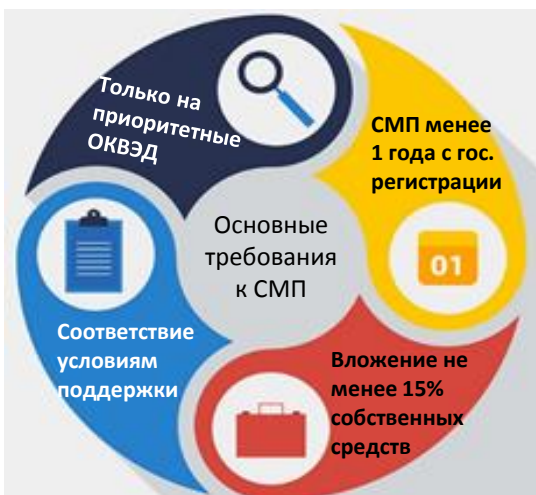 Только на
приоритетные
ОКВЭД
СМП менее
1 года с гос.
регистрации
Основные
требования
к СМП
01
Соответствие
условиям
поддержки
Вложение не
менее 15%
собственных
средств